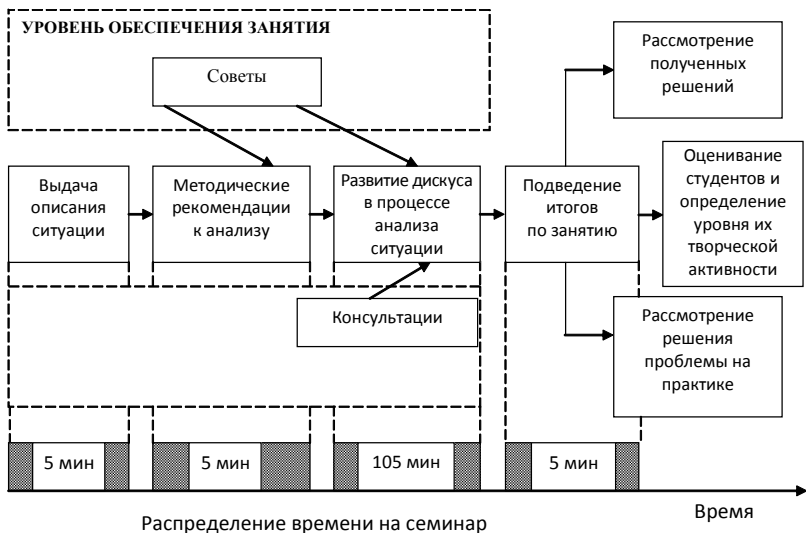 УРОВЕНЬ ОБЕСПЕЧЕНИЯ ЗАНЯТИЯ
Советы
Рассмотрение
полученных
решений
Выдача
описания
ситуации
Методические
рекомендации
к анализу
Развитие дискуса
в процессе
анализа
ситуации
Подведение
итогов
по занятию
Оценивание
студентов и
определение
уровня их
творческой
активности
Консультации
Рассмотрение
решения
проблемы на
практике
5 мин
5 мин
105 мин
5 мин
Время
Распределение времени на семинар